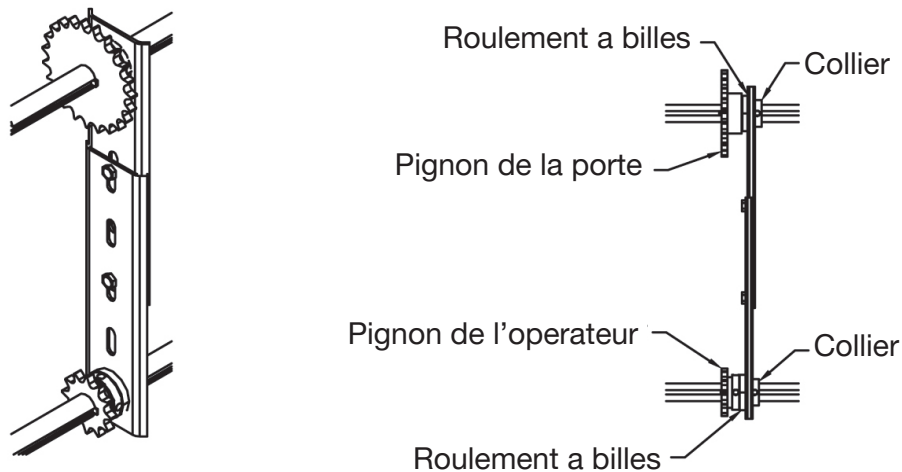 Roulement a billes
Collier
Pignon de la porte
Pignon de l’operateur
Collier
Roulement a billes